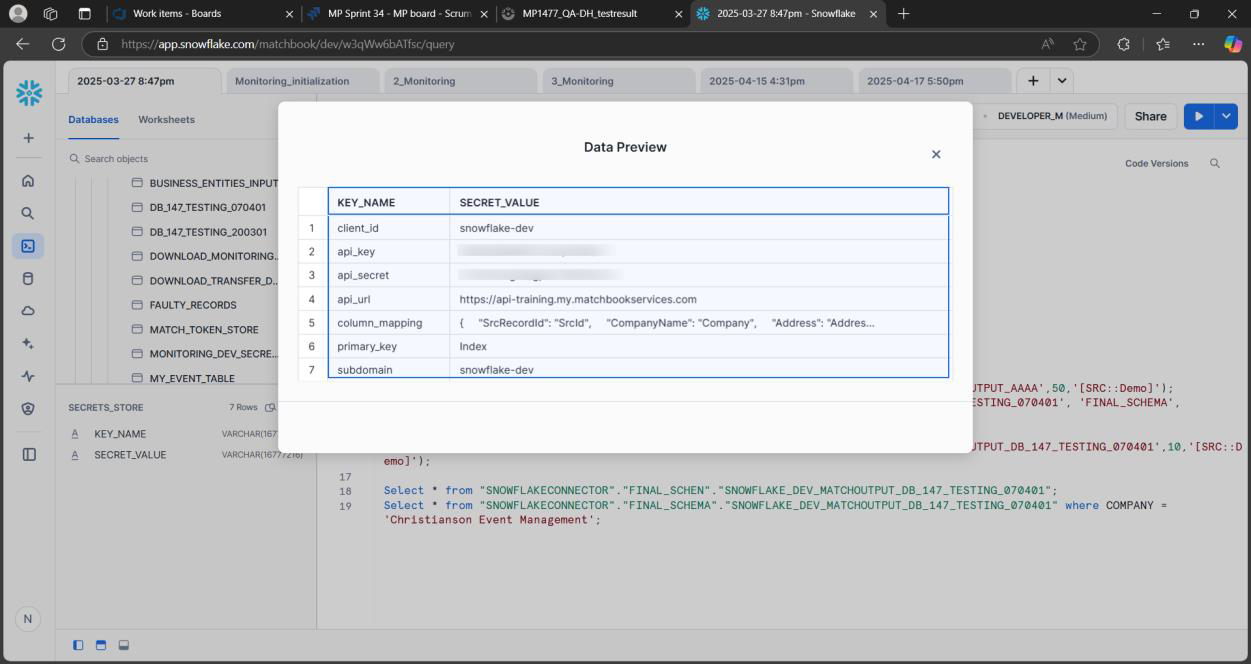 Work items - Boards
MP Sprint 34 - MP board - Scrum
MP1477_QA-DH_testresult
2025-03-27 8:47pm - Snowflake
https://app.snowflake.com/matchbook/dev/w3qWw6bATfsc/query
2025-03-27 8:47pm
Monitoring_initialization
2_Monitoring
3_Monitoring
2025-04-15 4:31pm
2025-04-17 5:50pm
Databases
Worksheets
DEVELOPER_M (Medium)
Share
Search objects
Code Versions
BUSINESS_ENTITIES_INPUT
DB_147_TESTING_070401
DB_147_TESTING_200301
DOWNLOAD_MONITORING...
DOWNLOAD_TRANSFER_D...
FAULTY_RECORDS
MATCH_TOKEN_STORE
MONITORING_DEV_SECRE...
MY_EVENT_TABLE
SECRETS_STORE
7 Rows
A KEY_NAME VARCHAR(167
A SECRET_VALUE VARCHAR(16777216)
Data Preview
KEY_NAME SECRET_VALUE
1 client_id snowflake-dev
2 api_key
3 api_secret
4 api_url https://api-training.my.matchbookservices.com
5 column_mapping { "SrcRecordId": "SrcId", "CompanyName": "Company", "Address": "Addres...
6 primary_key Index
7 subdomain snowflake-dev
UTPUT_AAAA',50,'[SRC::Demo]');
ESTING_070401', 'FINAL_SCHEMA',
UTPUT_DB_147_TESTING_070401',10,'[SRC::D
emo]');
17
18 Select * from "SNOWFLAKECONNECTOR"."FINAL_SCHEN"."SNOWFLAKE_DEV_MATCHOUTPUT_DB_147_TESTING_070401";
19 Select * from "SNOWFLAKECONNECTOR"."FINAL_SCHEMA"."SNOWFLAKE_DEV_MATCHOUTPUT_DB_147_TESTING_070401" where COMPANY =
'Christianson Event Management';
N